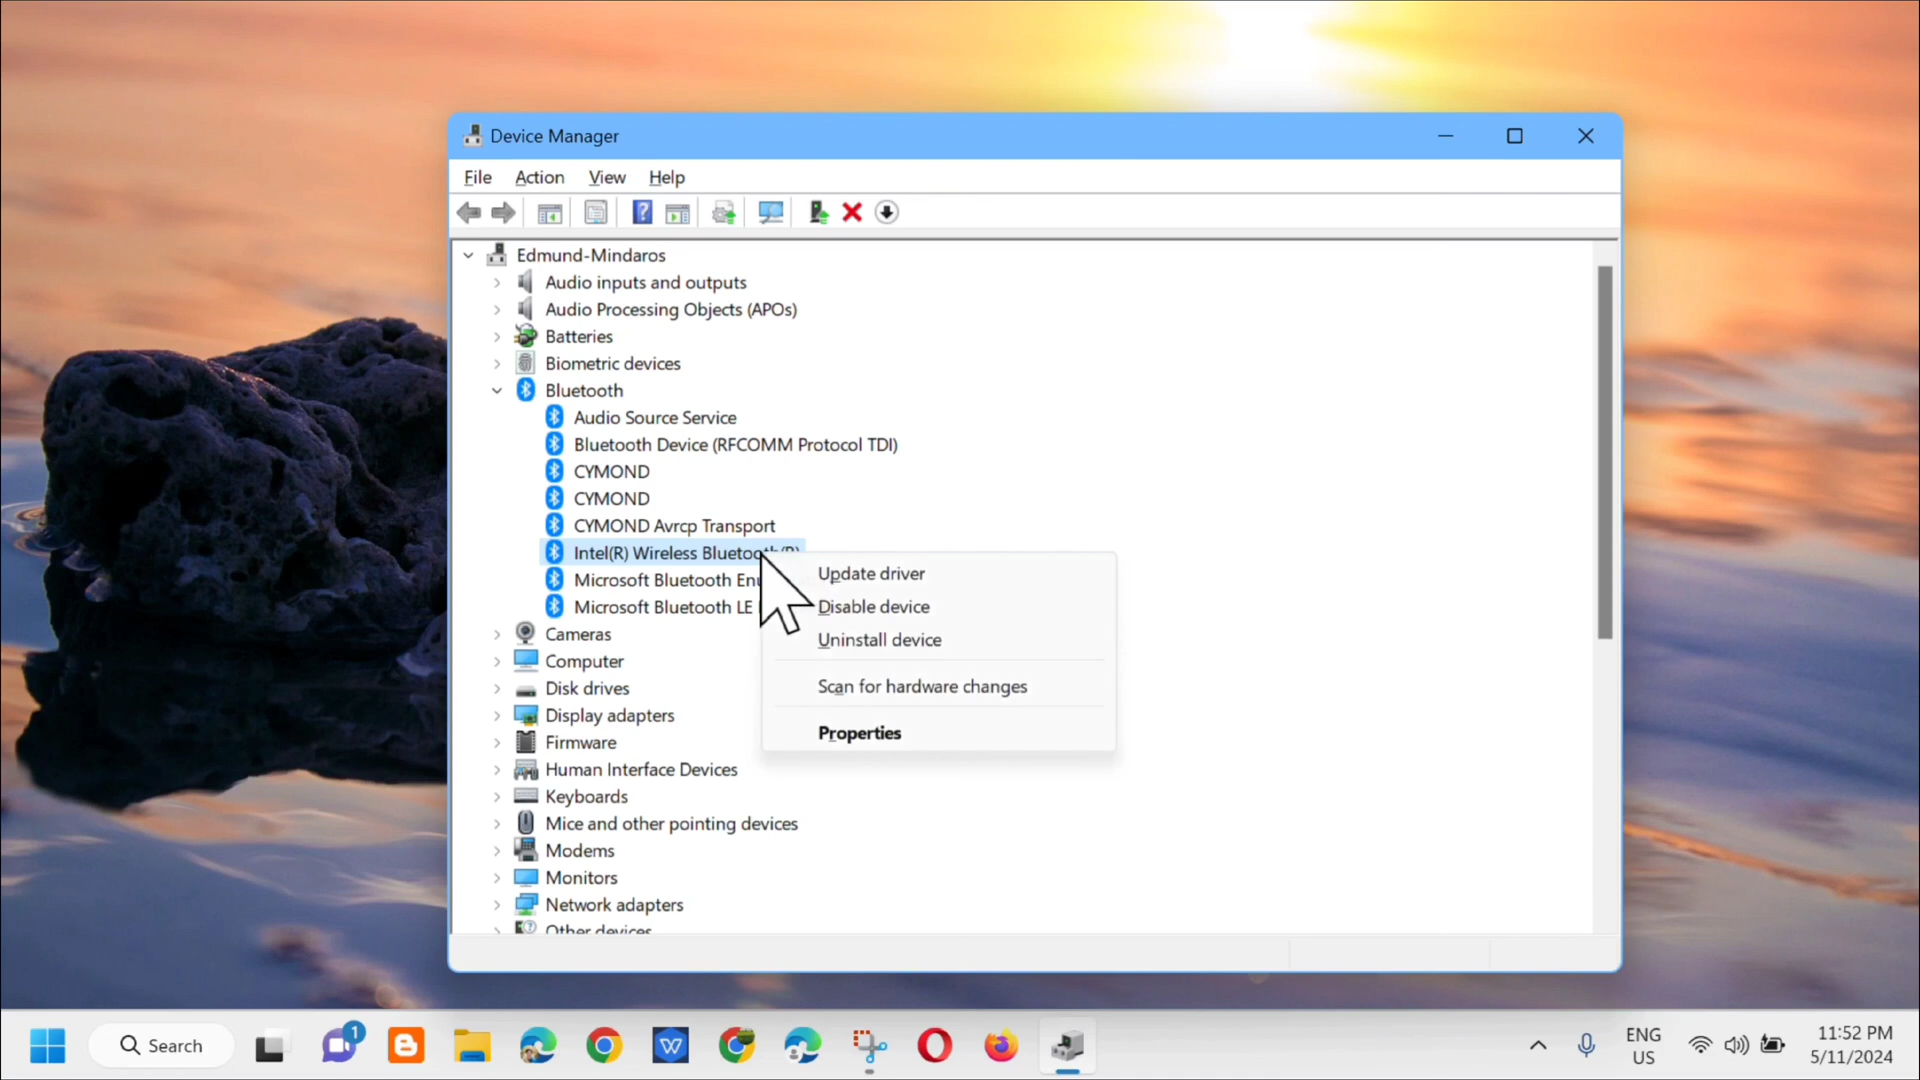 Device Manager
File Action View Help
Edmund-Mindaros
Audio inputs and outputs
Audio Processing Objects (APOs)
Batteries
Biometric devices
Bluetooth
Audio Source Service
Bluetooth Device (RFCOMM Protocol TDI)
CYMOND
CYMOND
CYMOND Avrcp Transport
Intel(R) Wireless Bluetooth(R)
Microsoft Bluetooth
Microsoft Bluetooth LE
Update driver
Disable device
Uninstall device
Scan for hardware changes
Properties
Cameras
Computer
Disk drives
Display adapters
Firmware
Human Interface Devices
Keyboards
Mice and other pointing devices
Modems
Monitors
Network adapters
Other devices
Search
1
ENG
US
11:52 PM
5/11/2024